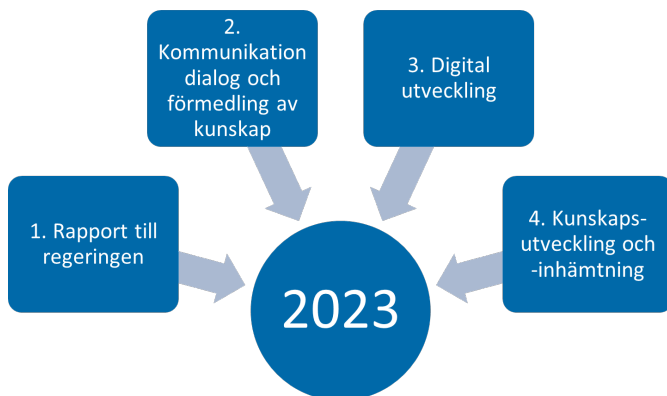 1. Rapport till
regeringen
2.
Kommunikation
dialog och
förmedling av
kunskap
3. Digital
utveckling
4. Kunskaps-
utveckling och
-inhämtning
2023